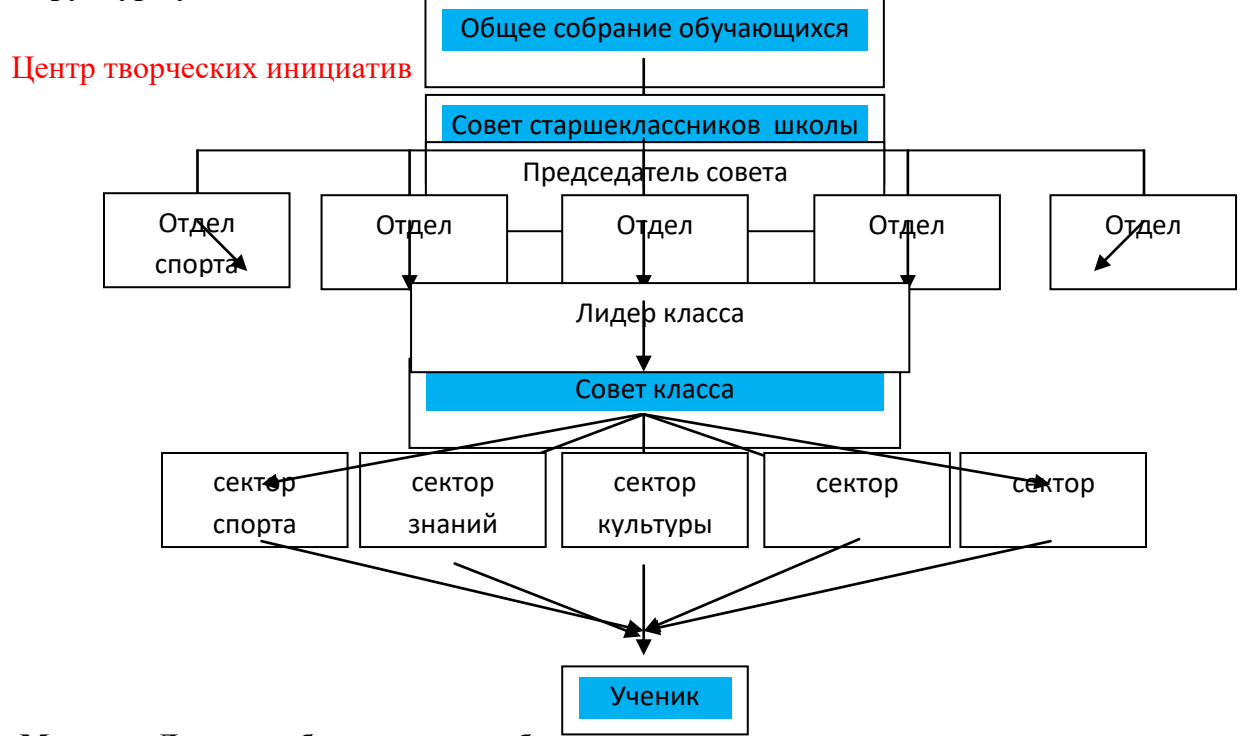 Общее собрание обучающихся
Центр творческих инициатив
Совет старшеклассников школы
Председатель совета
Отдел
спорта
Отдел
Отдел
Отдел
Отдел
Лидер класса
Совет класса
сектор
спорта
сектор
знаний
сектор
культуры
сектор
сектор
Ученик